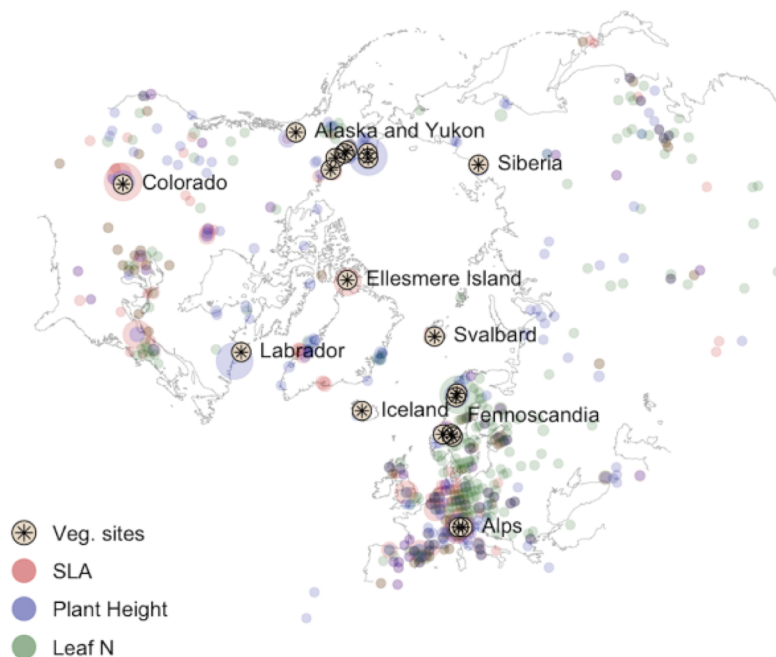 Alaska and Yukon
Siberia
Colorado
Ellesmere Island
Svalbard
Labrador
Iceland
Fennoscandia
Alps
Veg. sites
SLA
Plant Height
Leaf N